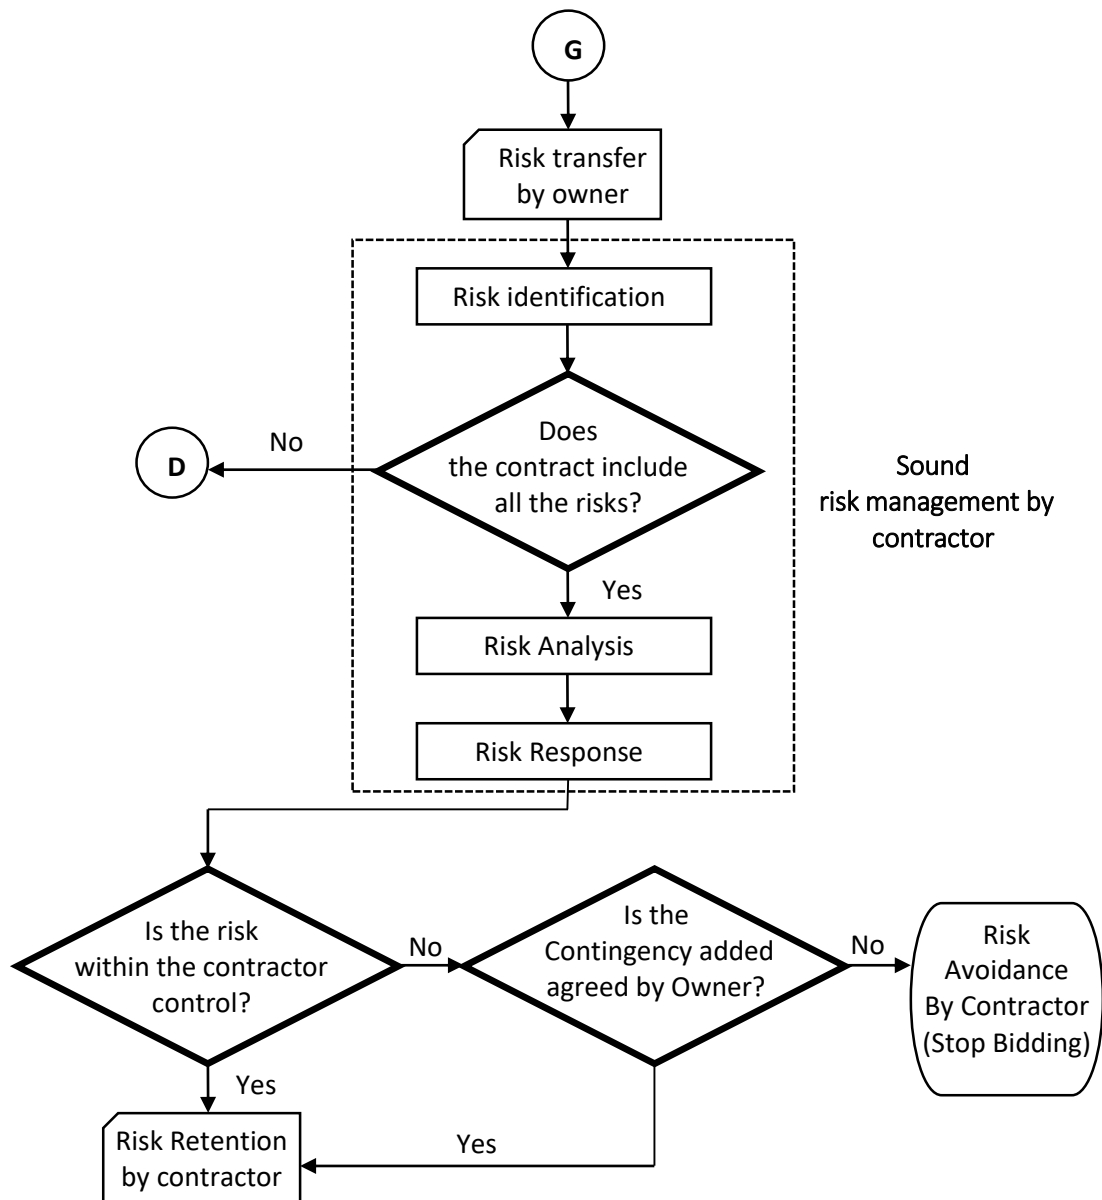 G
Risk transfer
by owner
Risk identification
Does
the contract include
all the risks?
No
D
Sound
risk management by
contractor
Yes
Risk Analysis
Risk Response
Is the risk
within the contractor
control?
No
Is the
Contingency added
agreed by Owner?
No
Risk
Avoidance
By Contractor
(Stop Bidding)
Yes
Risk Retention
by contractor
Yes